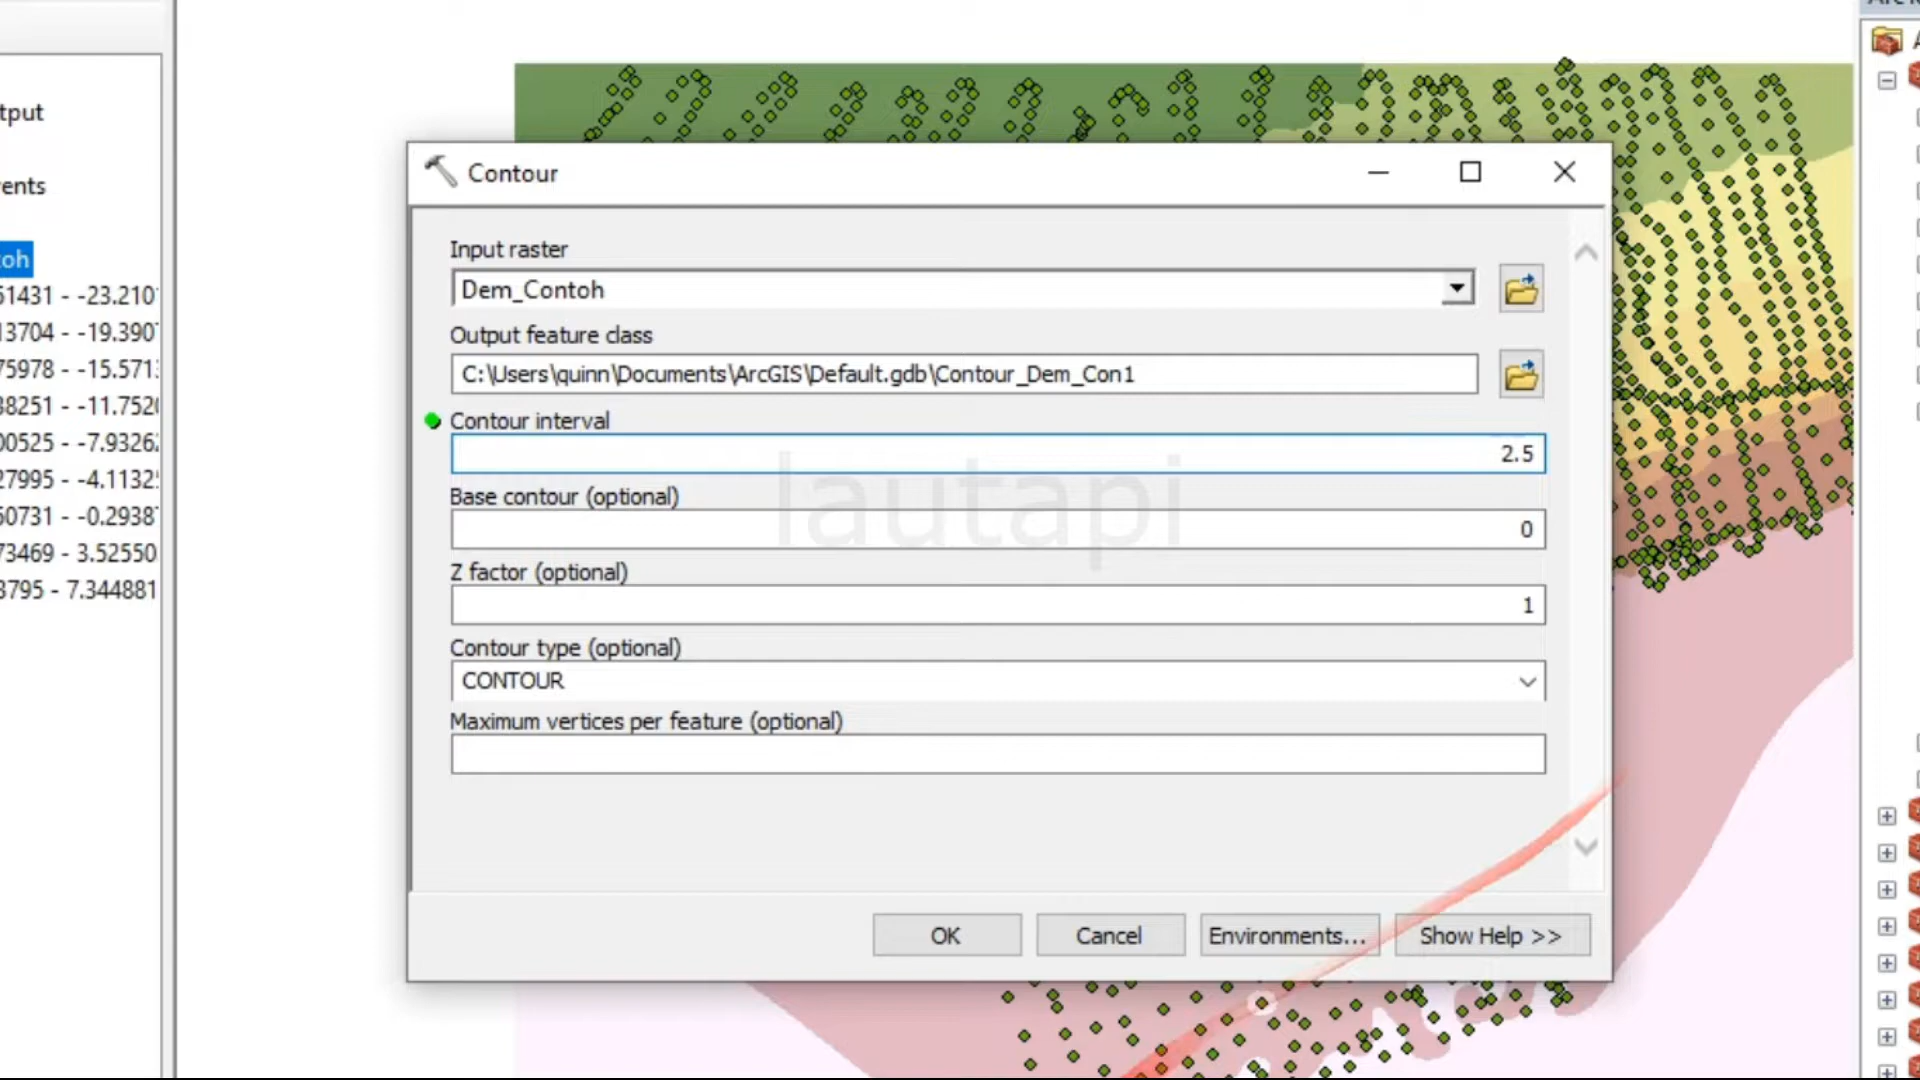 tput
ents
oh
51431 - -23.210
13704 - -19.390
75978 - -15.571
38251 - -11.752
00525 - -7.9326
27995 - -4.1132
50731 - -0.2938
73469 - 3.52550
3795 - 7.344881
Contour
Input raster
Dem_Contoh
Output feature class
C:\Users\quinn\Documents\ArcGIS\Default.gdb\Contour_Dem_Con1
Contour interval
2.5
lautapi
Base contour (optional)
0
Z factor (optional)
1
Contour type (optional)
CONTOUR
Maximum vertices per feature (optional)
OK
Cancel
Environments...
Show Help >>